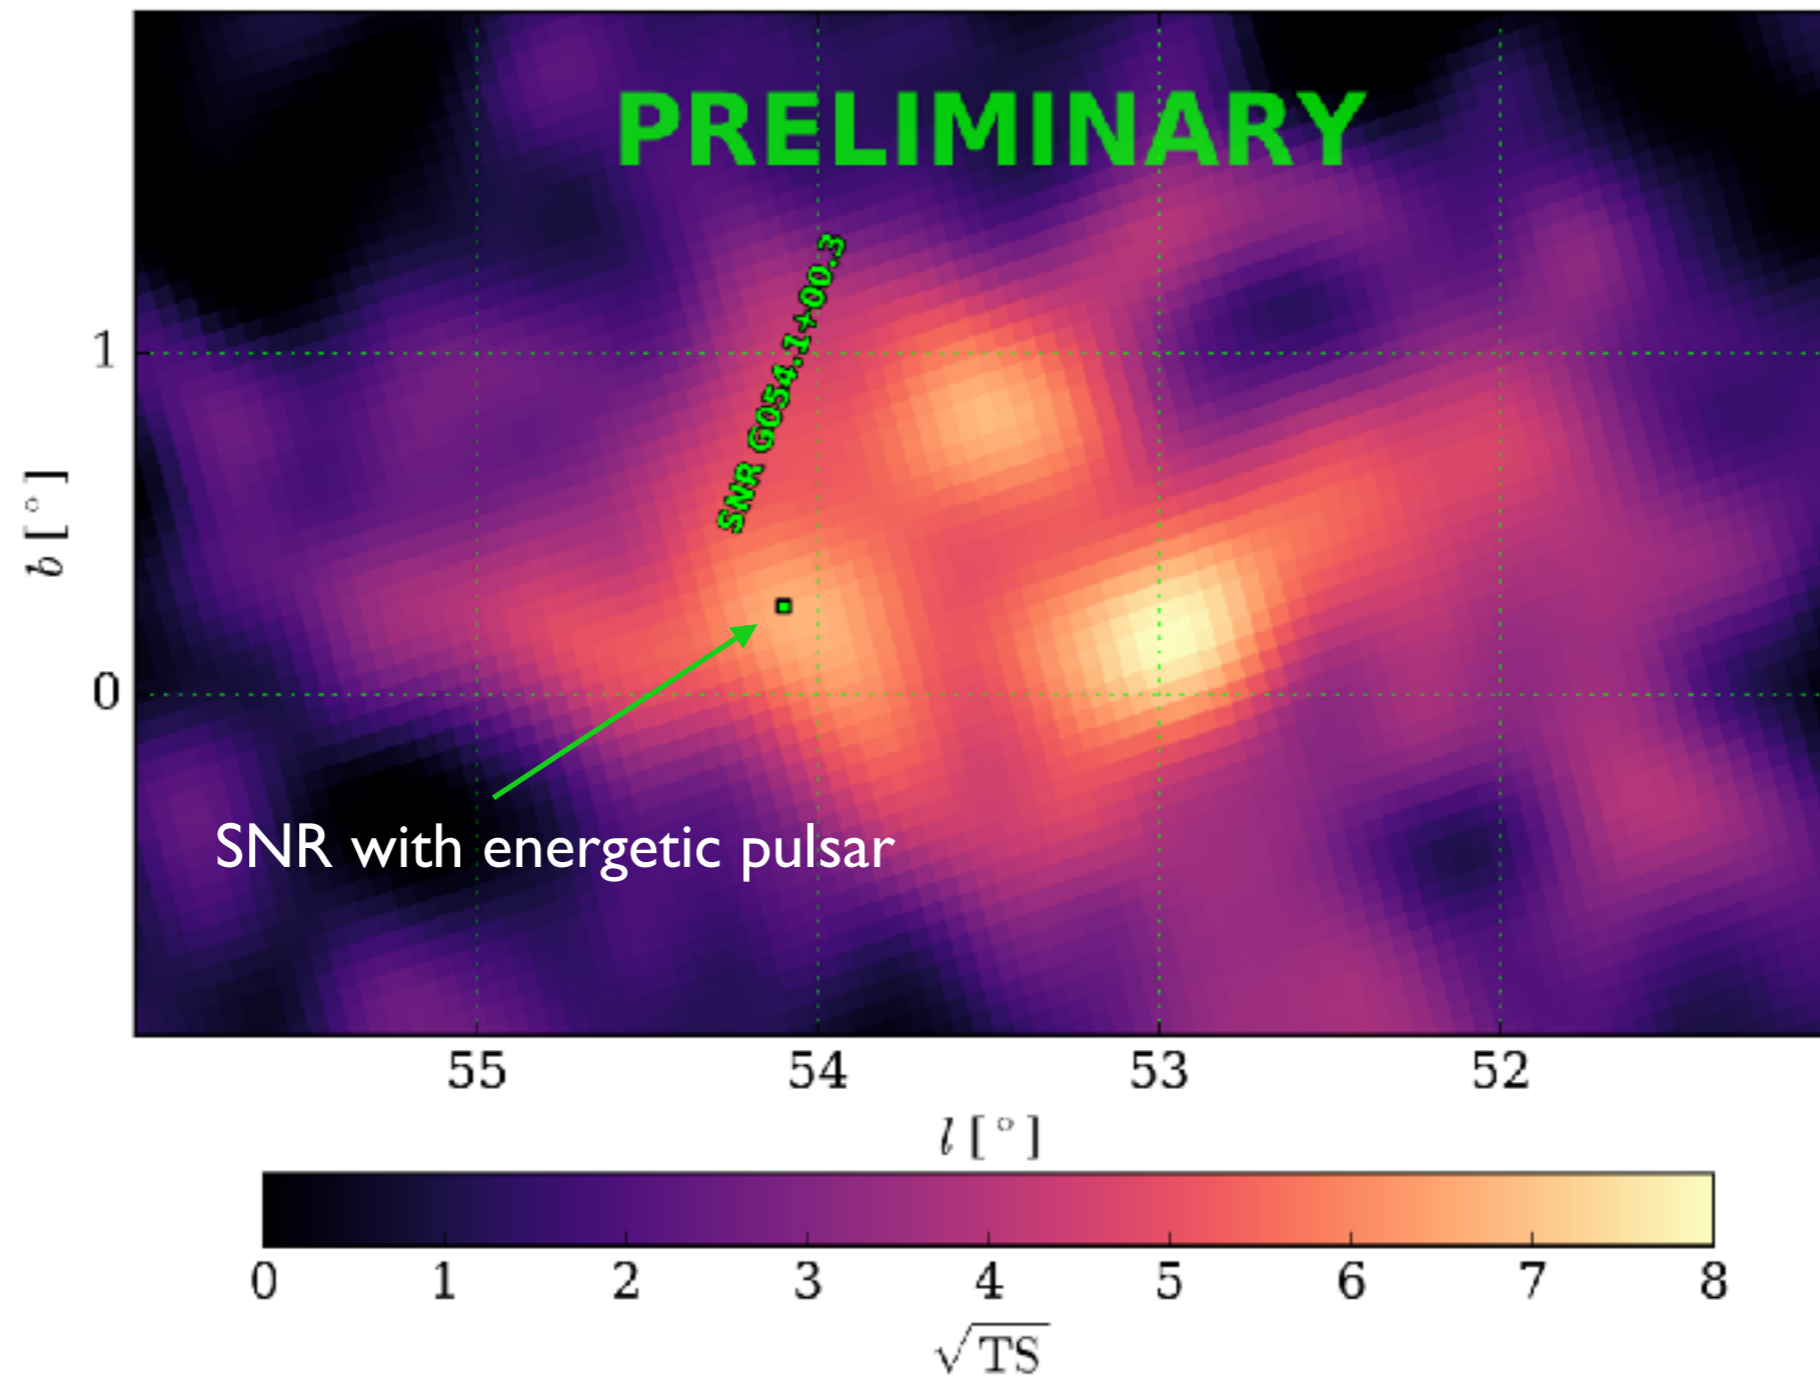 PRELIMINARY
SNR G054.1+00.3
1
b [°]
0
SNR with energetic pulsar
55 54 53 52
l [°]
0 1 2 3 4 5 6 7 8
√TS